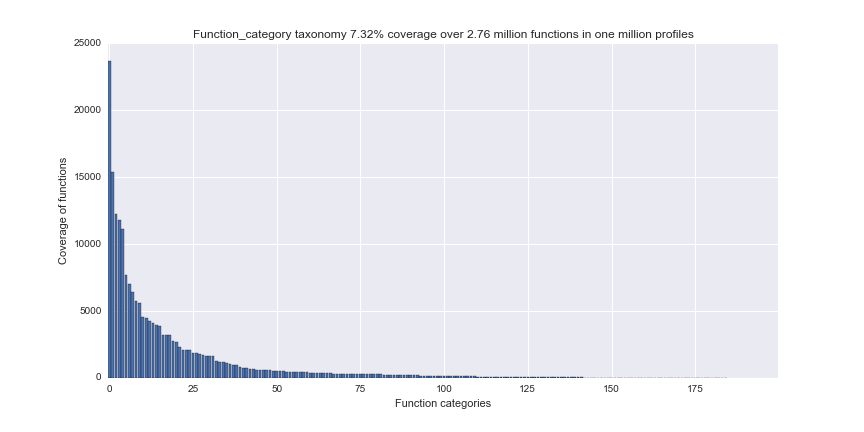 Function_category taxonomy 7.32% coverage over 2.76 million functions in one million profiles
25000
20000
15000
10000
5000
0
Coverage of functions
0 25 50 75 100 125 150 175
Function categories